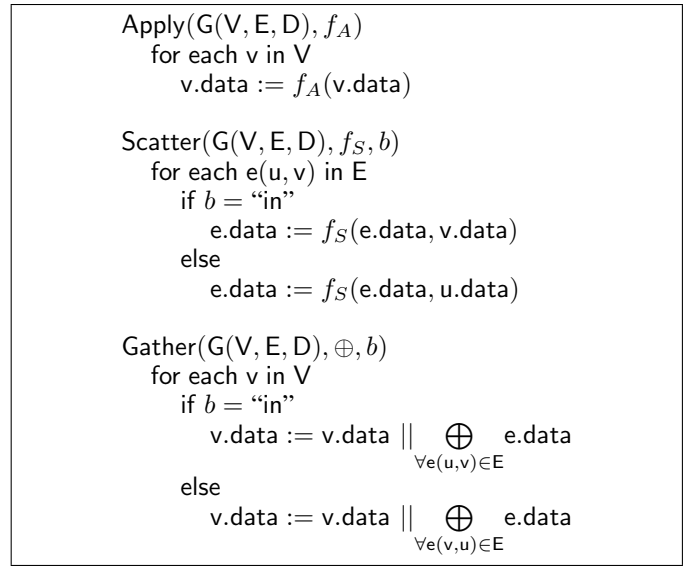 Apply(G(V, E, D), f_A)
for each v in V
v.data := f_A(v.data)
Scatter(G(V, E, D), f_S, b)
for each e(u, v) in E
if b = “in”
e.data := f_S(e.data, v.data)
else
e.data := f_S(e.data, u.data)
Gather(G(V, E, D), ⊕, b)
for each v in V
if b = “in”
v.data := v.data || ⊕ e.data
∀e(u,v)∈E
else
v.data := v.data || ⊕ e.data
∀e(v,u)∈E